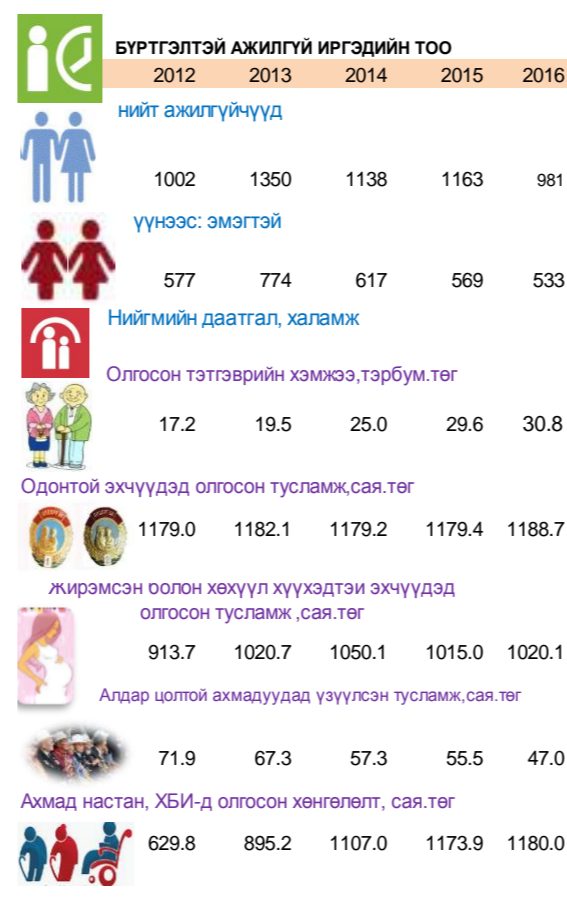 БҮРТГЭЛТЭЙ АЖИЛГҮЙ ИРГЭДИЙН ТОО
2012 2013 2014 2015 2016
нийт ажилгүйчүүд
1002 1350 1138 1163 981
үүнээс: эмэгтэй
577 774 617 569 533
Нийгмийн даатгал, халамж
Олгосон тэтгэврийн хэмжээ,тэрбум.төг
17.2 19.5 25.0 29.6 30.8
Одонтой эхчүүдэд олгосон тусламж,сая.төг
1179.0 1182.1 1179.2 1179.4 1188.7
Жирэмсэн болон хөхүүл хүүхэдтэй эхчүүдэд
олгосон тусламж ,сая.төг
913.7 1020.7 1050.1 1015.0 1020.1
Алдар цолтой ахмадуудад үзүүлсэн тусламж,сая.төг
71.9 67.3 57.3 55.5 47.0
Ахмад настан, ХБИ-д олгосон хөнгөлөлт, сая.төг
629.8 895.2 1107.0 1173.9 1180.0